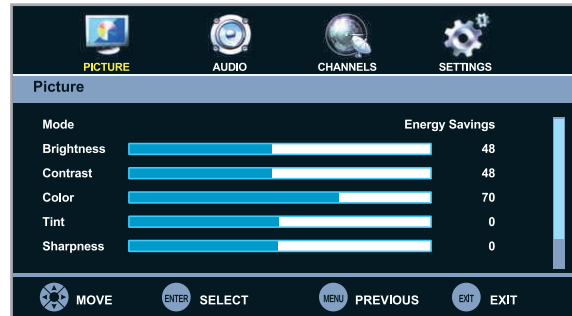 PICTURE AUDIO CHANNELS SETTINGS
Picture
Mode Energy Savings
Brightness 48
Contrast 48
Color 70
Tint 0
Sharpness 0
MOVE ENTER SELECT MENU PREVIOUS EXIT EXIT